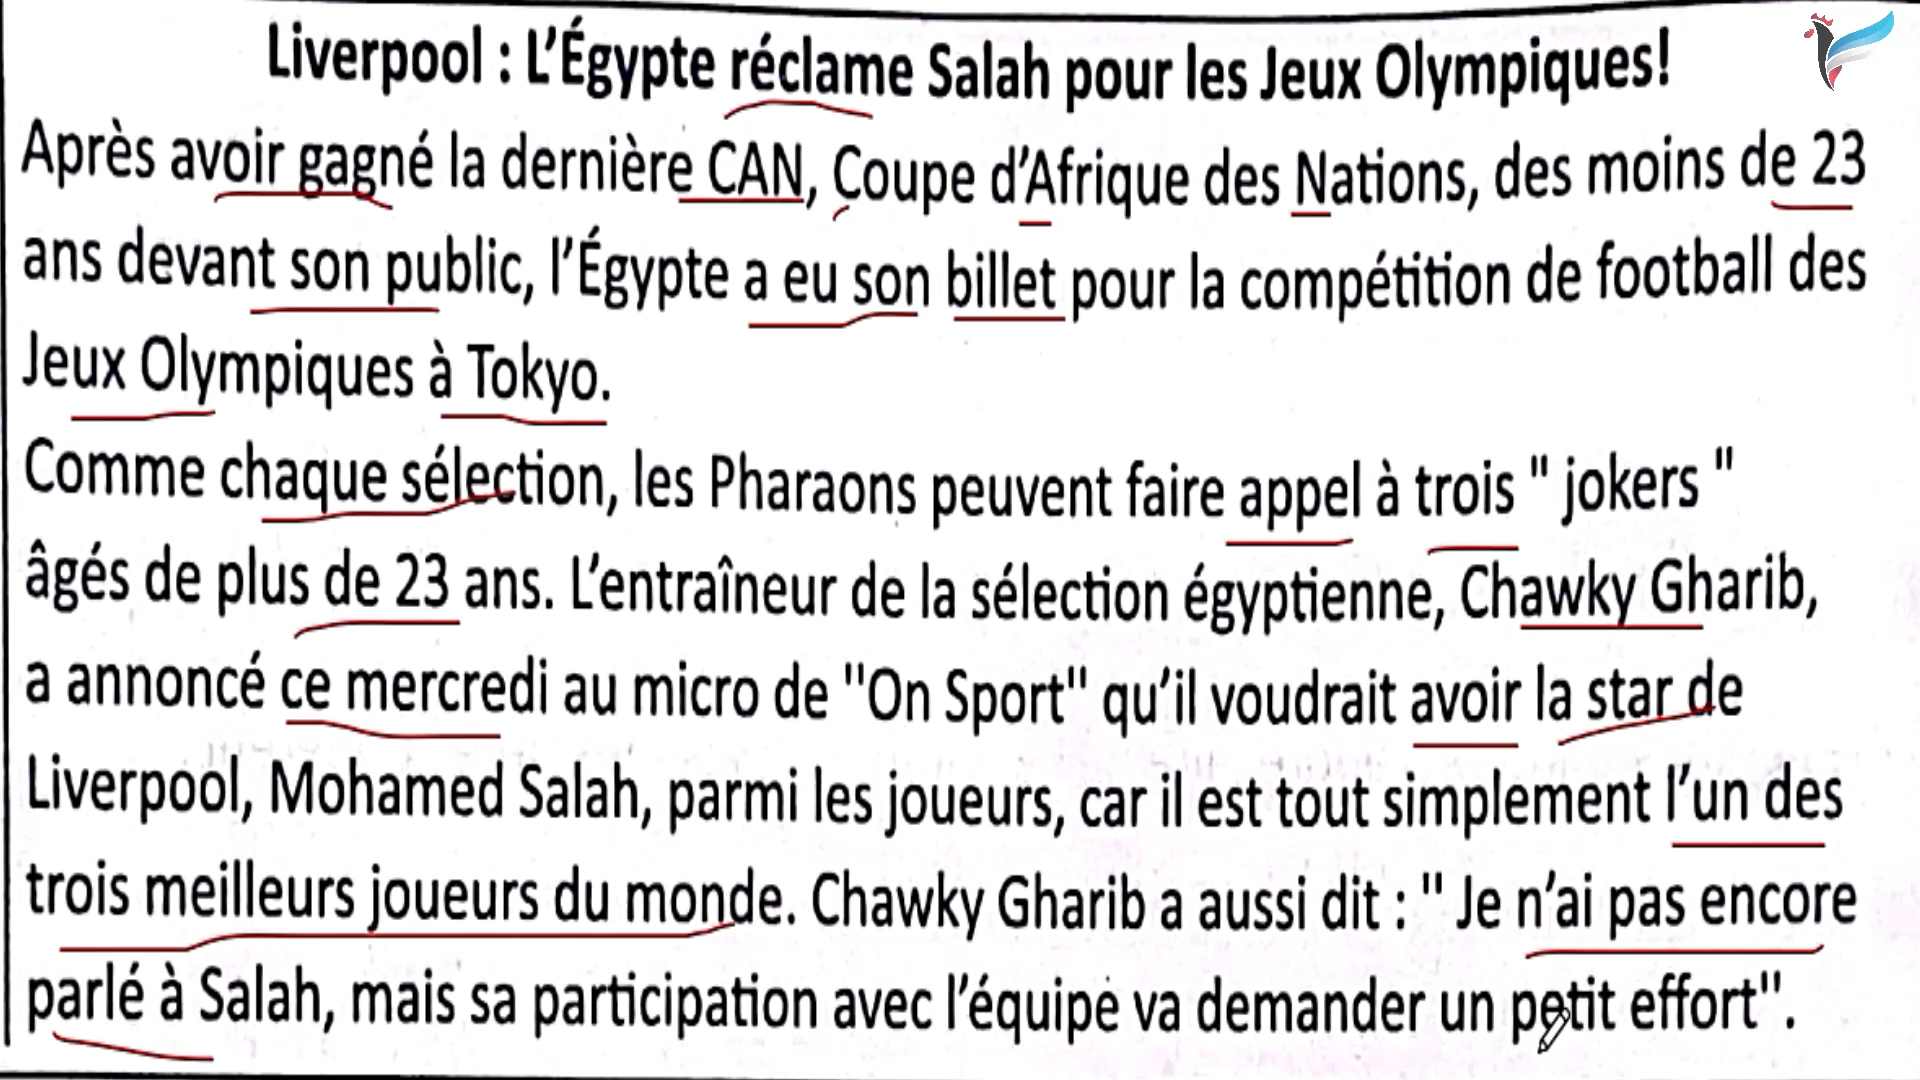 Liverpool : L'Égypte réclame Salah pour les Jeux Olympiques!
Après avoir gagné la dernière CAN, Coupe d'Afrique des Nations, des moins de 23
ans devant son public, l'Égypte a eu son billet pour la compétition de football des
Jeux Olympiques à Tokyo.
Comme chaque sélection, les Pharaons peuvent faire appel à trois " jokers "
âgés de plus de 23 ans. L'entraîneur de la sélection égyptienne, Chawky Gharib,
a annoncé ce mercredi au micro de "On Sport" qu'il voudrait avoir la star de
Liverpool, Mohamed Salah, parmi les joueurs, car il est tout simplement l'un des
trois meilleurs joueurs du monde. Chawky Gharib a aussi dit : " Je n'ai pas encore
parlé à Salah, mais sa participation avec l'équipe va demander un petit effort".